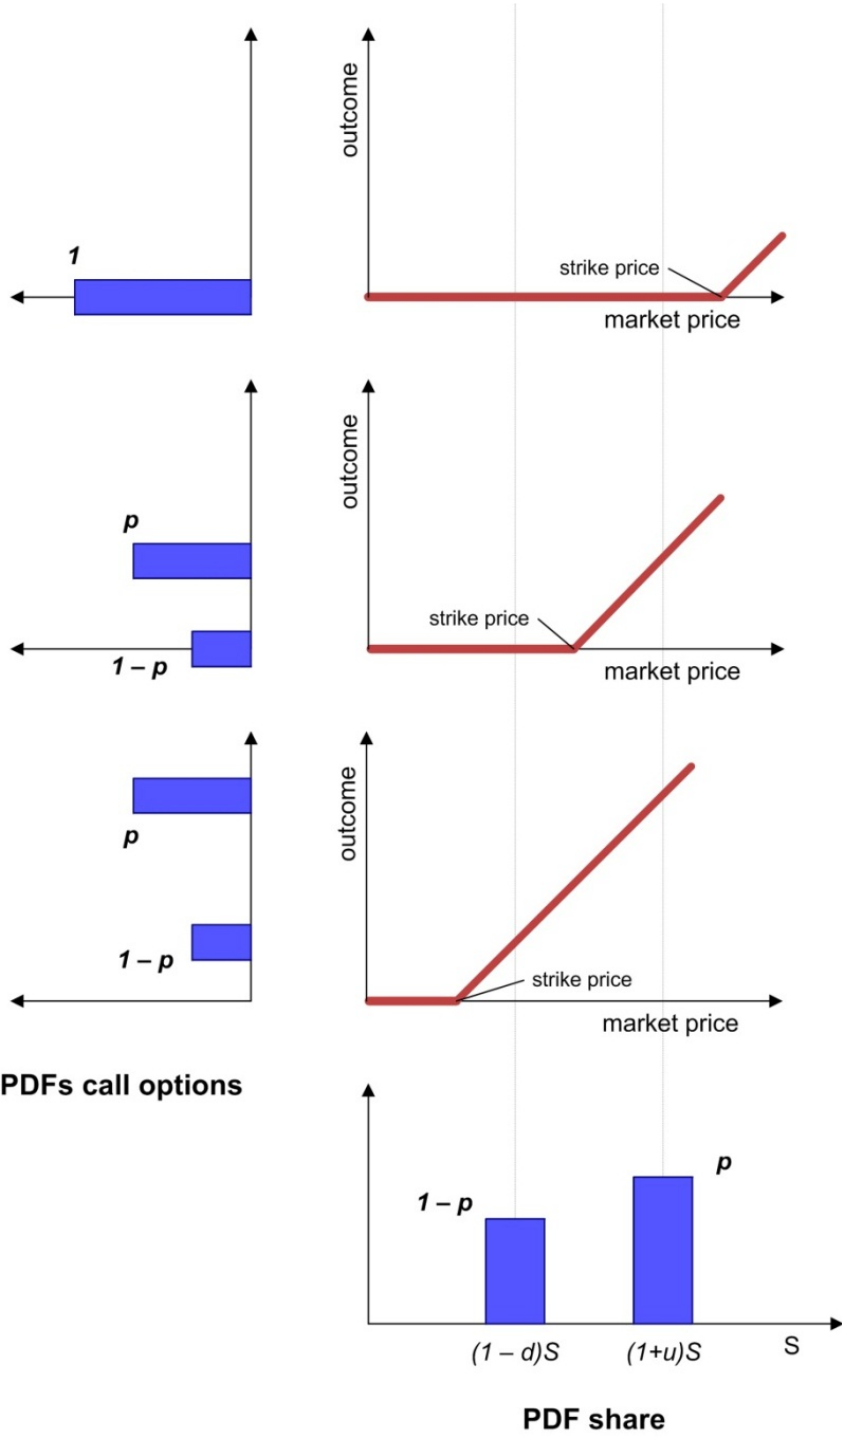 outcome
1
strike price
market price
outcome
p
strike price
1 – p
market price
outcome
p
1 – p
strike price
market price
PDFs call options
p
1 – p
(1 – d)S
(1+u)S
S
PDF share